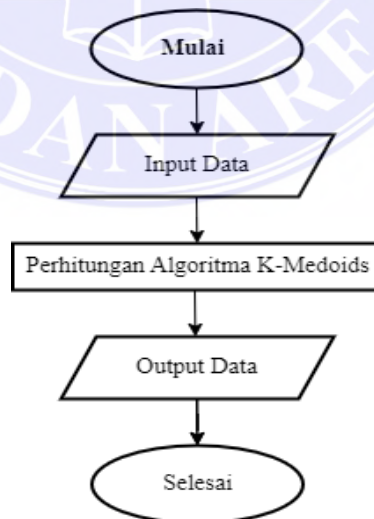 Mulai
Input Data
Perhitungan Algoritma K-Medoids
Output Data
Selesai